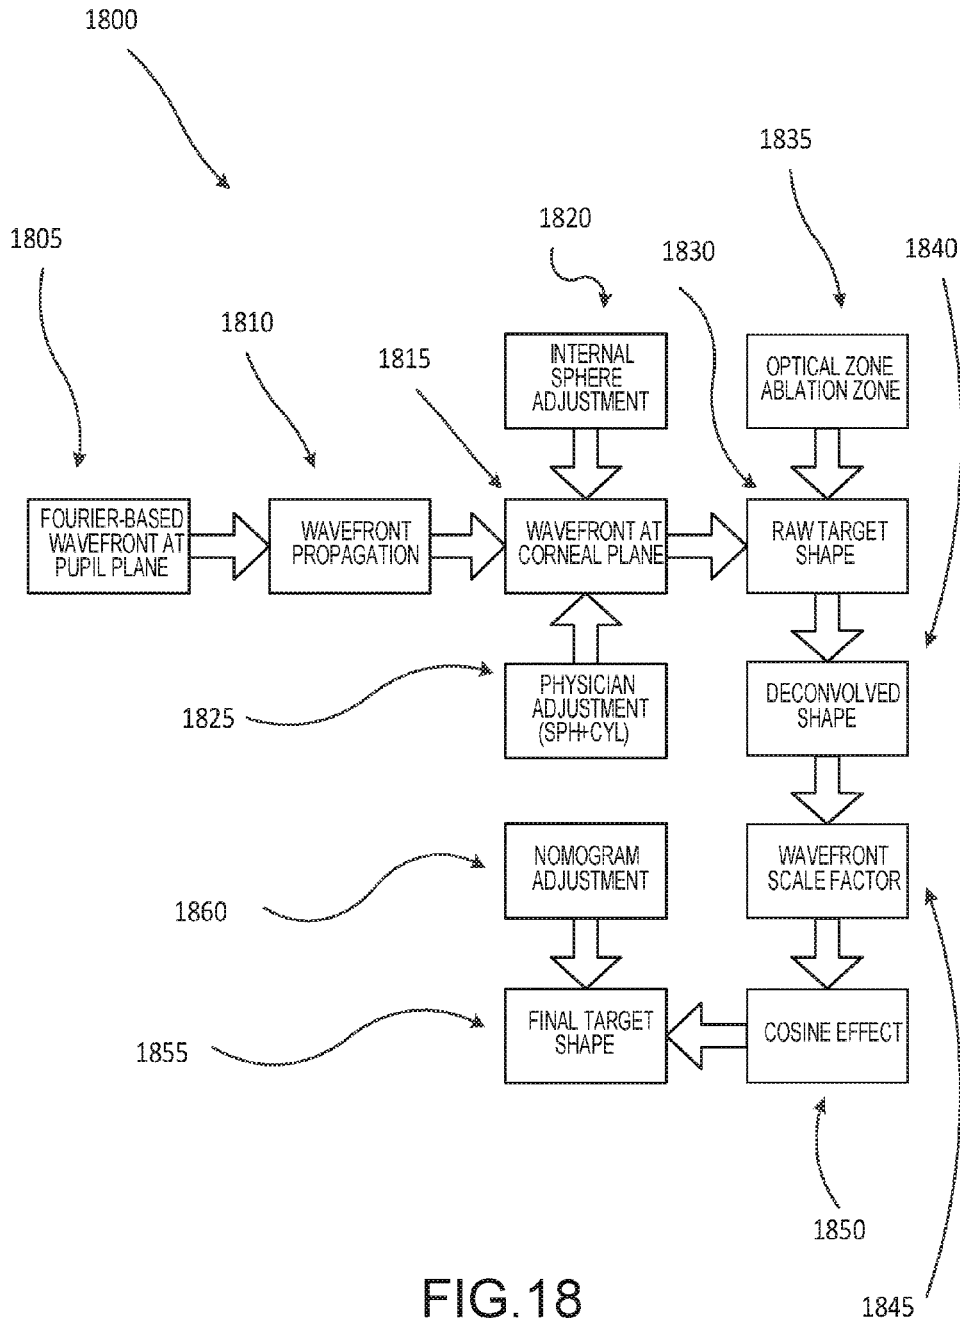 1800
1835
1820
1805
1830
1840
1810
1815
INTERNAL
SPHERE
ADJUSTMENT
OPTICAL ZONE
ABLATION ZONE
FOURIER-BASED
WAVEFRONT AT
PUPIL PLANE
WAVEFRONT
PROPAGATION
WAVEFRONT AT
CORNEAL PLANE
RAW TARGET
SHAPE
1825
PHYSICIAN
ADJUSTMENT
(SPH+CYL)
DECONVOLVED
SHAPE
1860
NOMOGRAM
ADJUSTMENT
WAVEFRONT
SCALE FACTOR
1855
FINAL TARGET
SHAPE
COSINE EFFECT
1850
1845
FIG.18